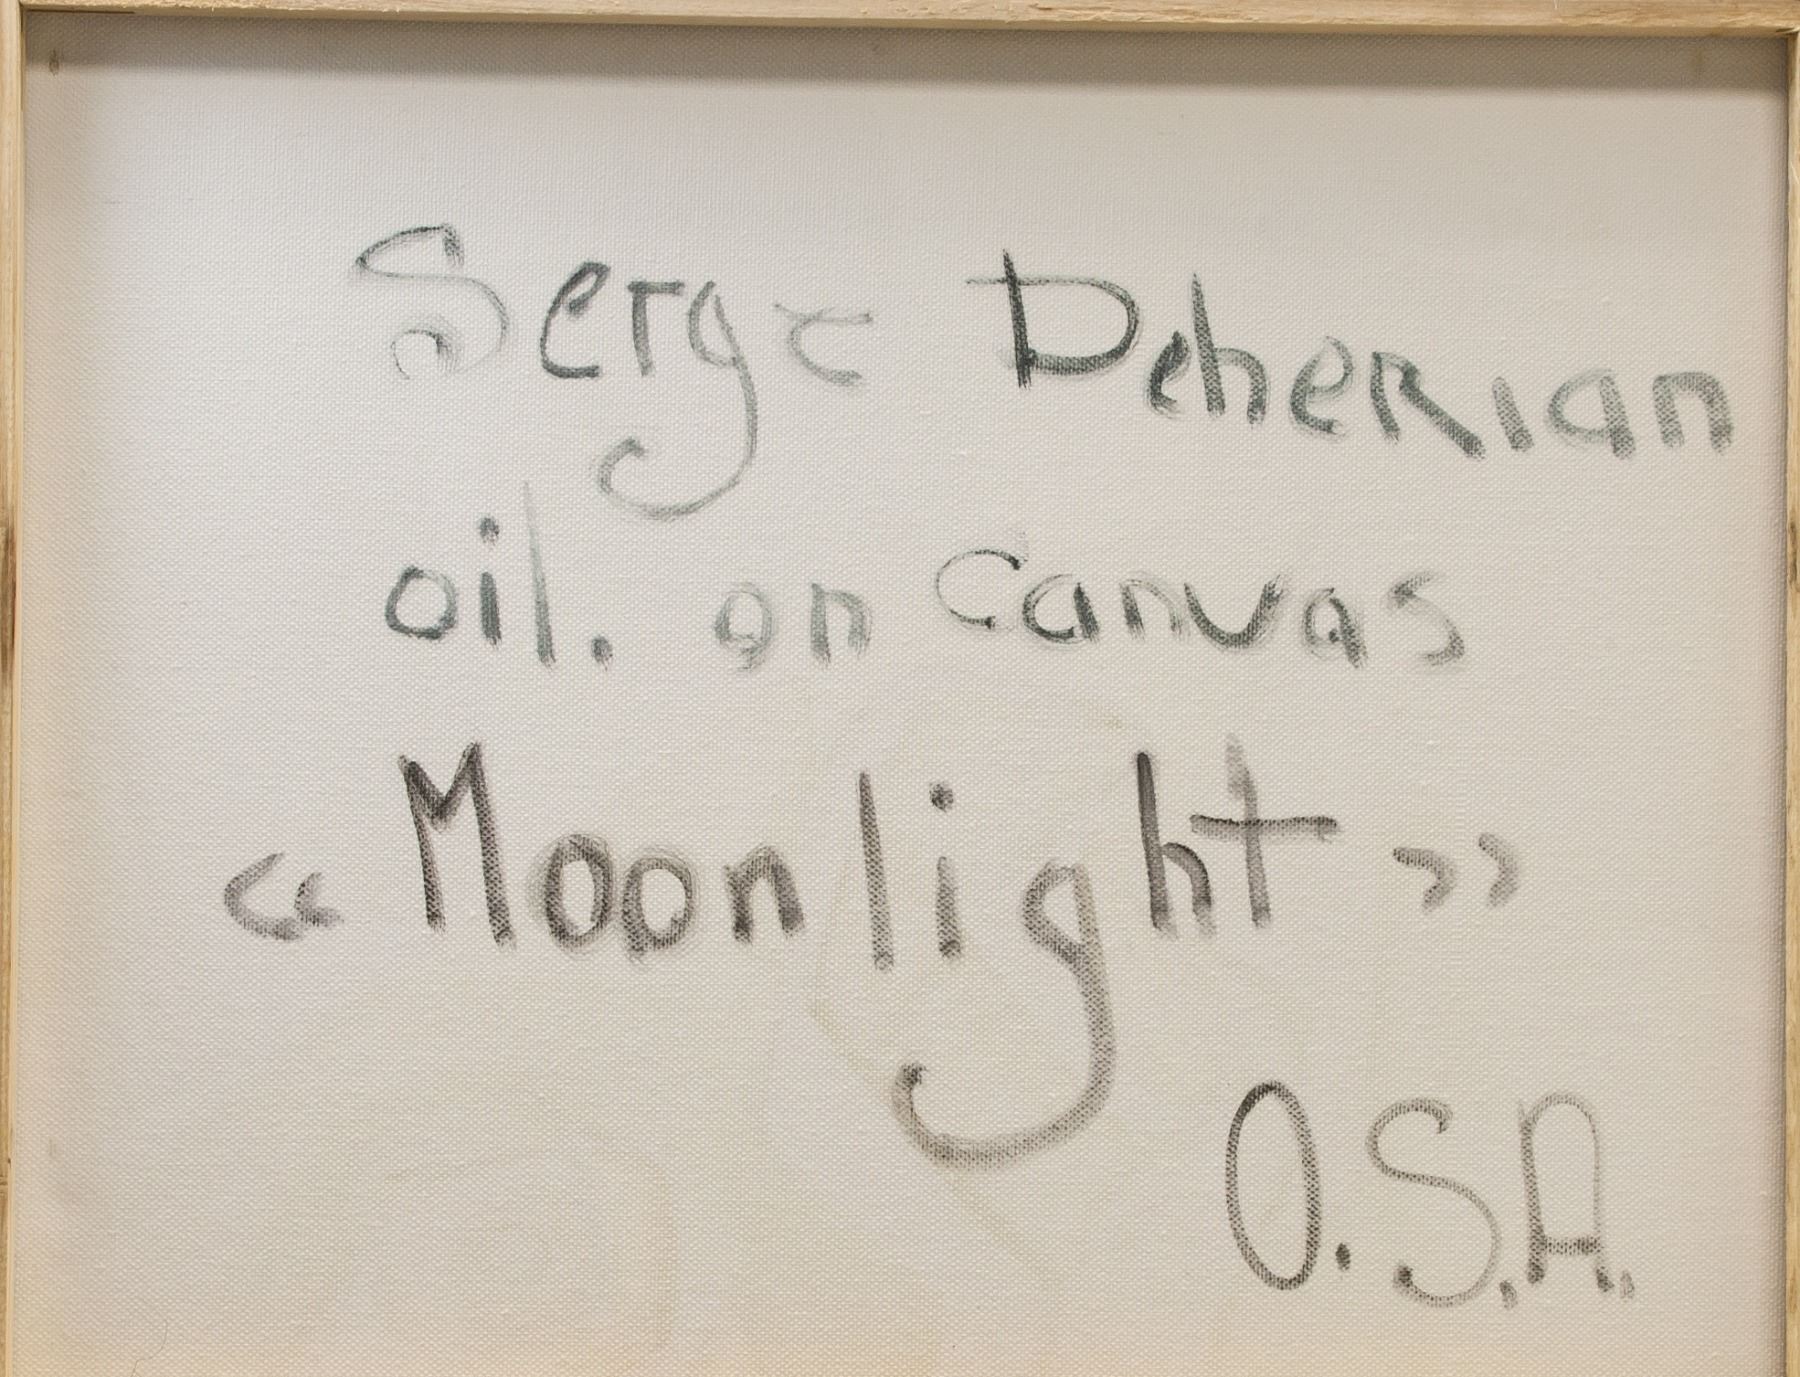 Serge Deherian
oil. on canvas
« Moonlight »
O.S.A.